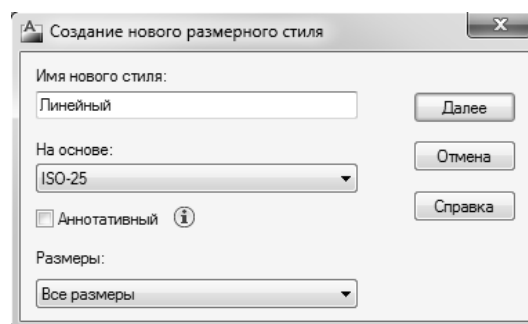 Создание нового размерного стиля
Имя нового стиля:
Линейный
Далее
На основе:
Отмена
ISO-25
Аннотативный
Справка
Размеры:
Все размеры